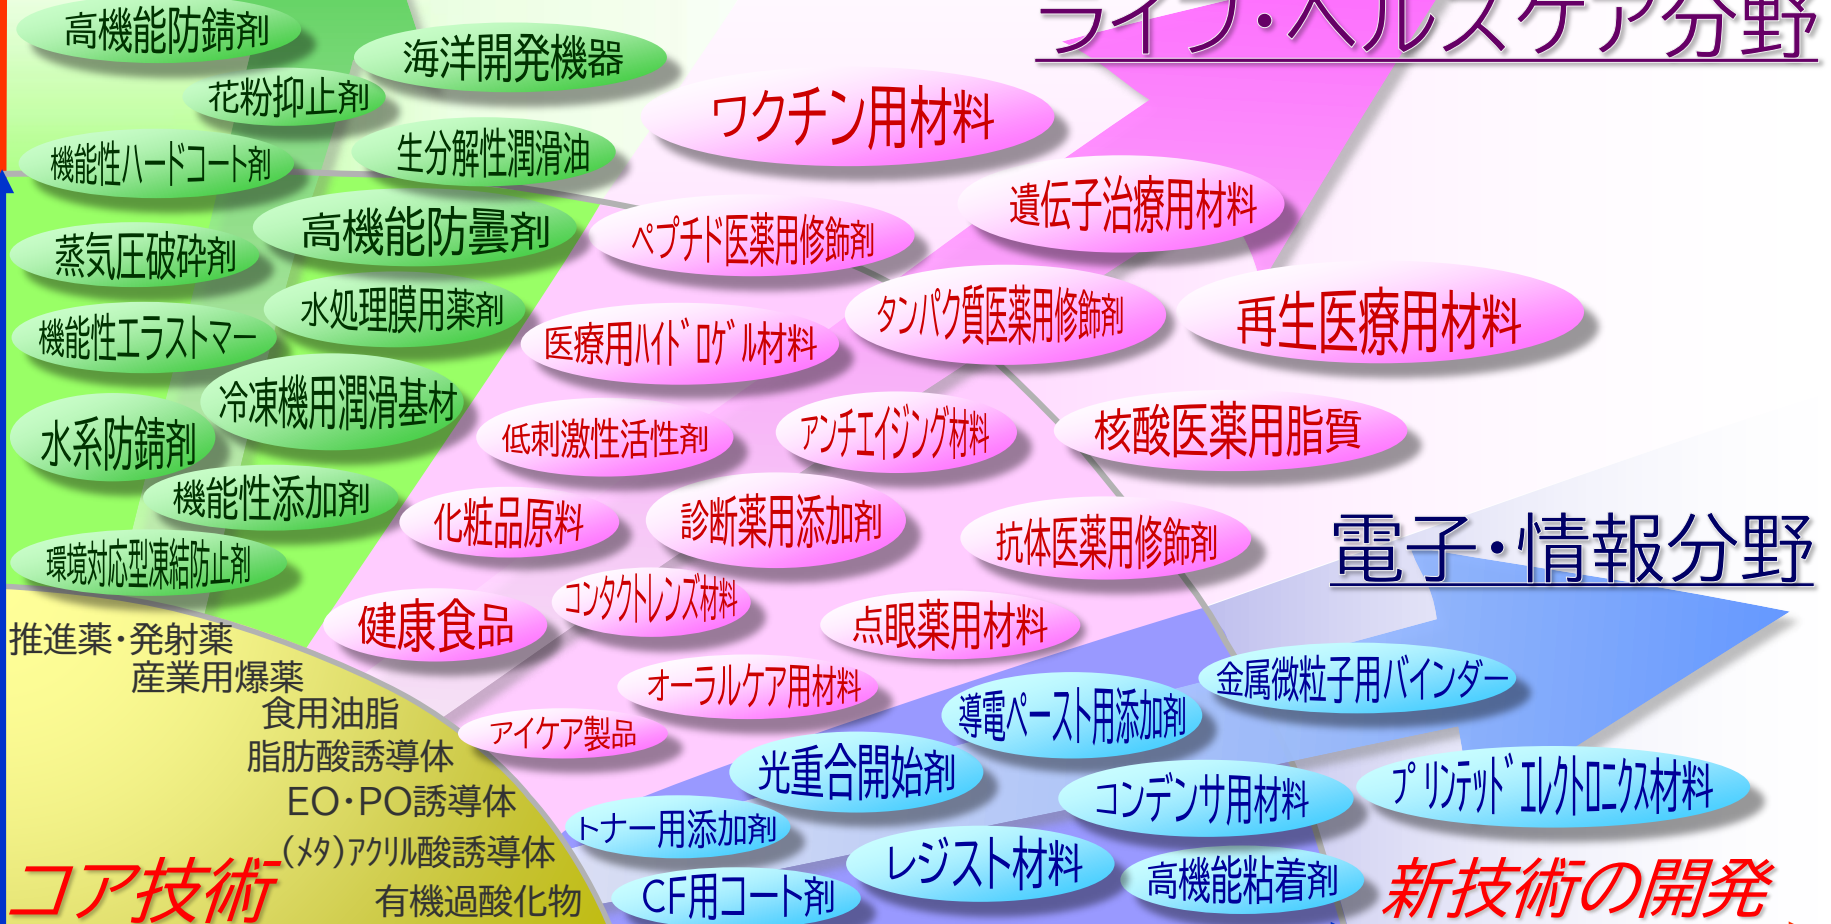 ライフ・ヘルスケア分野
高機能防錆剤
海洋開発機器
花粉抑止剤
ワクチン用材料
機能性ハードコート剤
生分解性潤滑油
遺伝子治療用材料
高機能防曇剤
ペプチド医薬用修飾剤
蒸気圧破砕剤
水処理膜用薬剤
タンパク質医薬用修飾剤
再生医療用材料
機能性エラストマー
医療用ハイドロゲル材料
冷凍機用潤滑基材
水系防錆剤
低刺激性活性剤
アンチエイジング材料
核酸医薬用脂質
機能性添加剤
化粧品原料
診断薬用添加剤
抗体医薬用修飾剤
電子・情報分野
環境対応型凍結防止剤
コンタクトレンズ材料
健康食品
点眼薬用材料
推進薬・発射薬
産業用爆薬
オーラルケア用材料
金属微粒子用バインダー
食用油脂
導電ペースト用添加剤
アイケア製品
脂肪酸誘導体
光重合開始剤
EO・PO誘導体
コンデンサ用材料
プリンテッドエレクトロニクス材料
トナー用添加剤
(メタ)アクリル酸誘導体
レジスト材料
コア技術
高機能粘着剤
新技術の開発
有機過酸化物
CF用コート剤